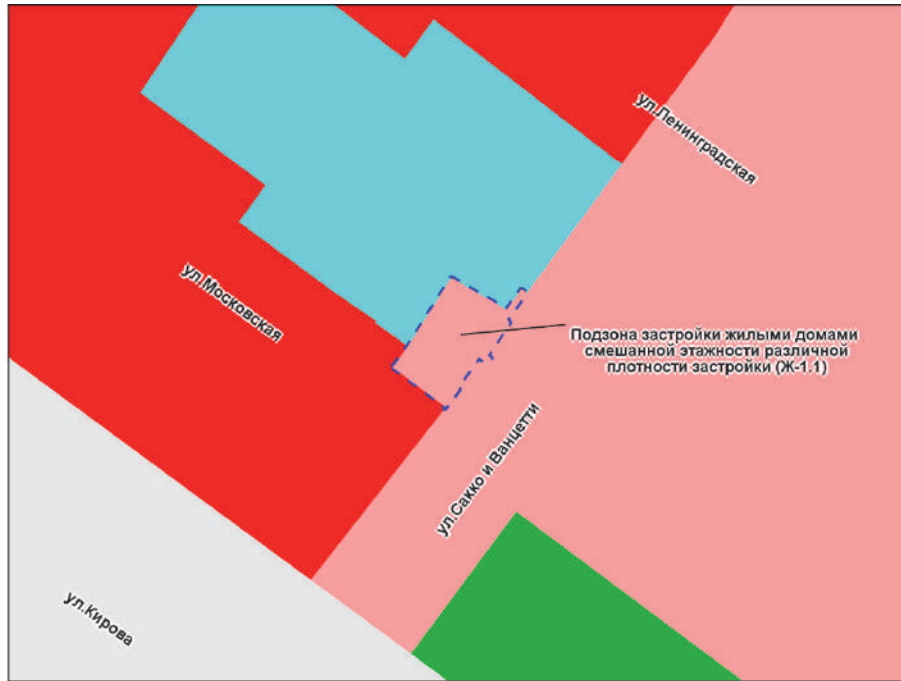 ул.Ленинградская
ул.Московская
Подзона застройки жилыми домами
смешанной этажности различной
плотности застройки (Ж-1.1)
ул.Сакко и Ванцетти
ул.Кирова